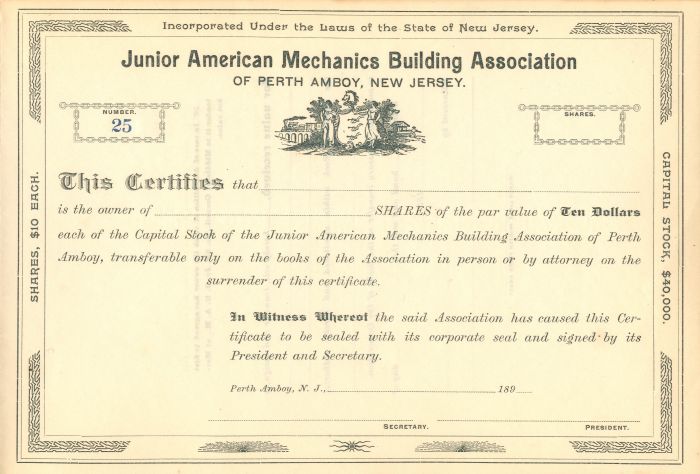 Incorporated Under the Laws of the State of New Jersey.
Junior American Mechanics Building Association
OF PERTH AMBOY, NEW JERSEY.
NUMBER.
25
SHARES.
SHARES, $10 EACH.
CAPITAL STOCK, $40,000.
This Certifies that
is the owner of SHARES of the par value of Ten Dollars
each of the Capital Stock of the Junior American Mechanics Building Association of Perth
Amboy, transferable only on the books of the Association in person or by attorney on the
surrender of this certificate.
In Witness Whereof the said Association has caused this Cer-
tificate to be sealed with its corporate seal and signed by its
President and Secretary.
Perth Amboy, N. J., 189
SECRETARY. PRESIDENT.